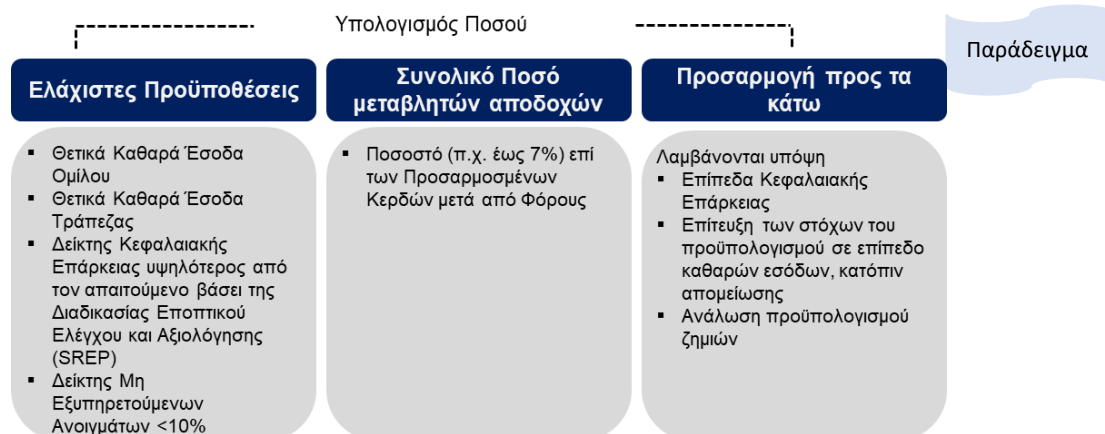 Υπολογισμός Ποσού
Παράδειγμα
Ελάχιστες Προϋποθέσεις
▪ Θετικά Καθαρά Έσοδα
Ομίλου
▪ Θετικά Καθαρά Έσοδα
Τράπεζας
▪ Δείκτης Κεφαλαιακής
Επάρκειας υψηλότερος από
τον απαιτούμενο βάσει της
Διαδικασίας Εποπτικού
Ελέγχου και Αξιολόγησης
(SREP)
▪ Δείκτης Μη
Εξυπηρετούμενων
Ανοιγμάτων <10%
Συνολικό Ποσό
μεταβλητών αποδοχών
▪ Ποσοστό (π.χ. έως 7%) επί
των Προσαρμοσμένων
Κερδών μετά από Φόρους
Προσαρμογή προς τα
κάτω
Λαμβάνονται υπόψη
▪ Επίπεδα Κεφαλαιακής
Επάρκειας
▪ Επίτευξη των στόχων του
προϋπολογισμού σε επίπεδο
καθαρών εσόδων, κατόπιν
απομείωσης
▪ Ανάλωση προϋπολογισμού
ζημιών